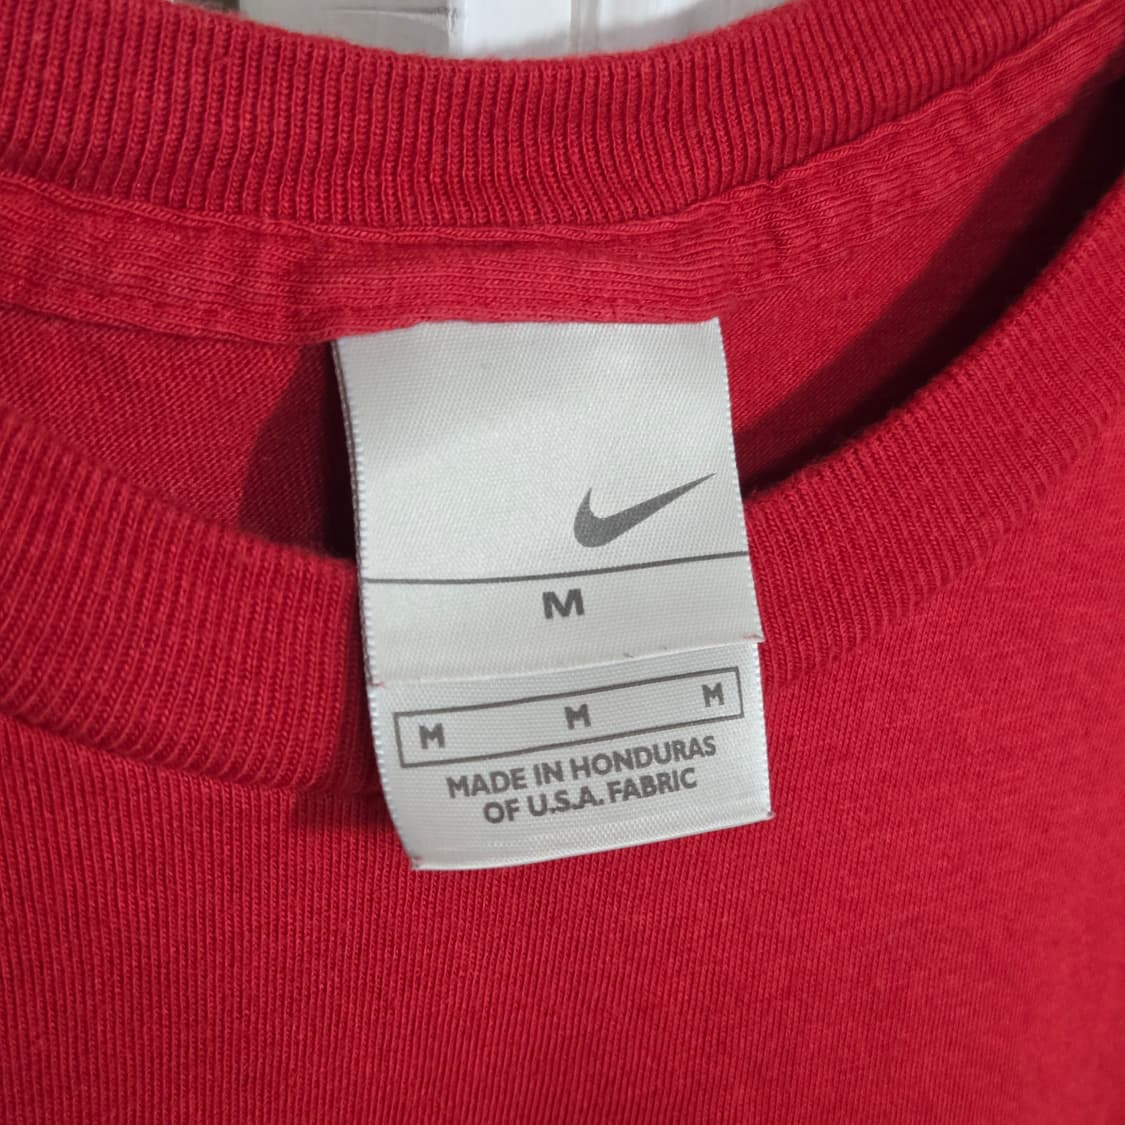 M
M M M
MADE IN HONDURAS
OF U.S.A. FABRIC